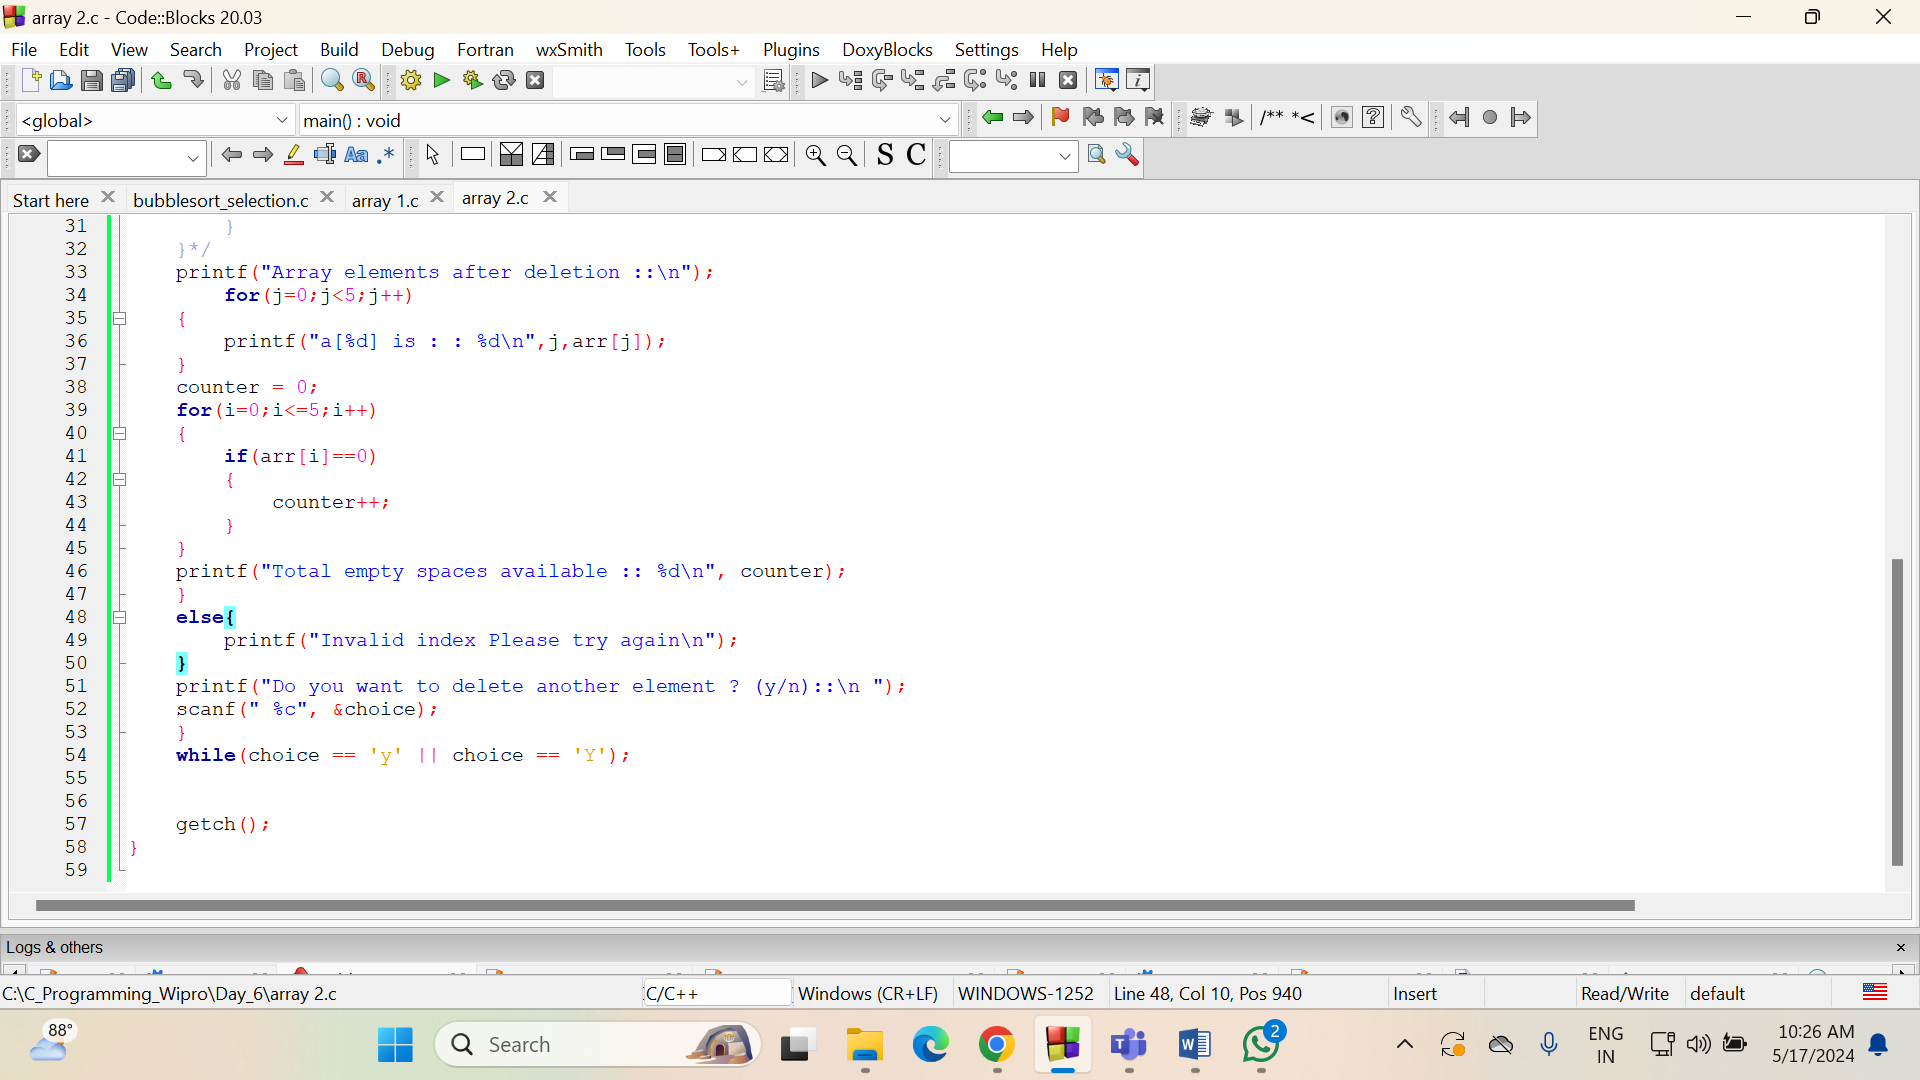 array 2.c - Code::Blocks 20.03
File Edit View Search Project Build Debug Fortran wxSmith Tools Tools+ Plugins DoxyBlocks Settings Help
<global> main() : void /** *<
Aa .* S C
Start here bubblesort_selection.c array 1.c array 2.c
31 }
32 }*/
33 printf("Array elements after deletion ::\n");
34 for(j=0;j<5;j++)
35 {
36 printf("a[%d] is : : %d\n",j,arr[j]);
37 }
38 counter = 0;
39 for(i=0;i<=5;i++)
40 {
41 if(arr[i]==0)
42 {
43 counter++;
44 }
45 }
46 printf("Total empty spaces available :: %d\n", counter);
47 }
48 else{
49 printf("Invalid index Please try again\n");
50 }
51 printf("Do you want to delete another element ? (y/n)::\n ");
52 scanf(" %c", &choice);
53 }
54 while(choice == 'y' || choice == 'Y');
55
56
57 getch();
58 }
59
Logs & others
C:\C_Programming_Wipro\Day_6\array 2.c C/C++ Windows (CR+LF) WINDOWS-1252 Line 48, Col 10, Pos 940 Insert Read/Write default
88° Search 2 ENG IN 10:26 AM 5/17/2024